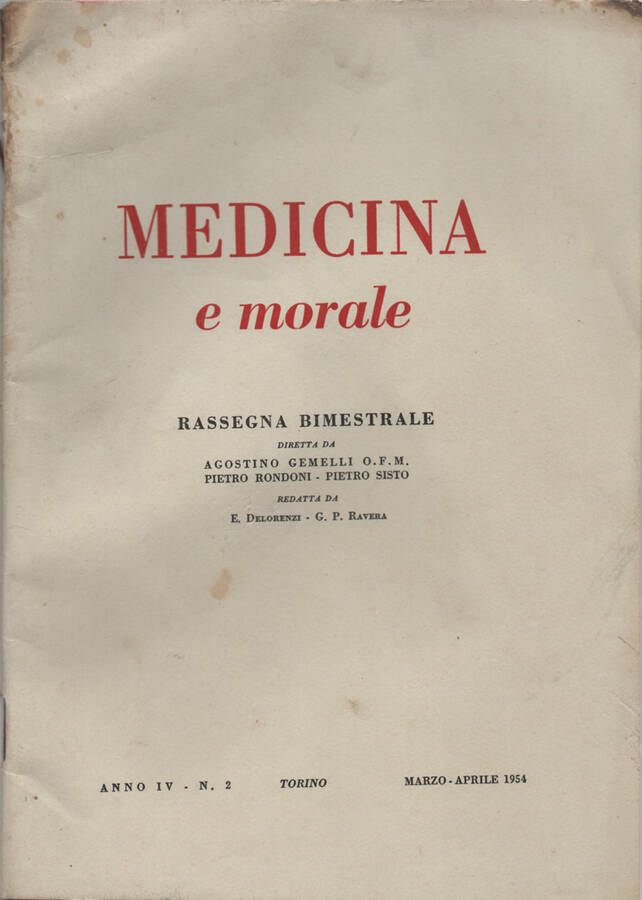 MEDICINA
e morale
RASSEGNA BIMESTRALE
DIRETTA DA
AGOSTINO GEMELLI O.F.M.
PIETRO RONDONI - PIETRO SISTO
REDATTA DA
E. DELORENZI - G. P. RAVERA
ANNO IV - N. 2 TORINO MARZO - APRILE 1954